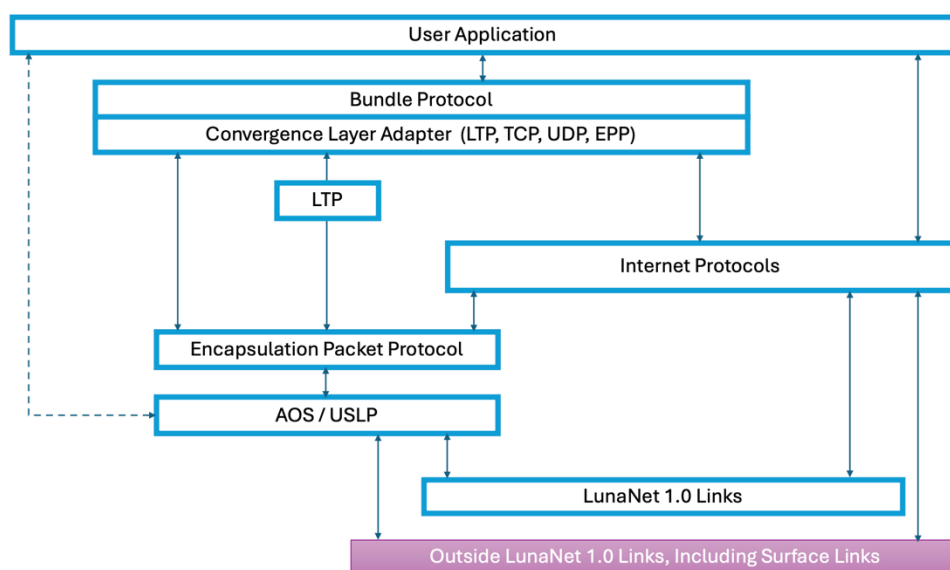 User Application
Bundle Protocol
Convergence Layer Adapter (LTP, TCP, UDP, EPP)
LTP
Internet Protocols
Encapsulation Packet Protocol
AOS / USLP
LunaNet 1.0 Links
Outside LunaNet 1.0 Links, Including Surface Links